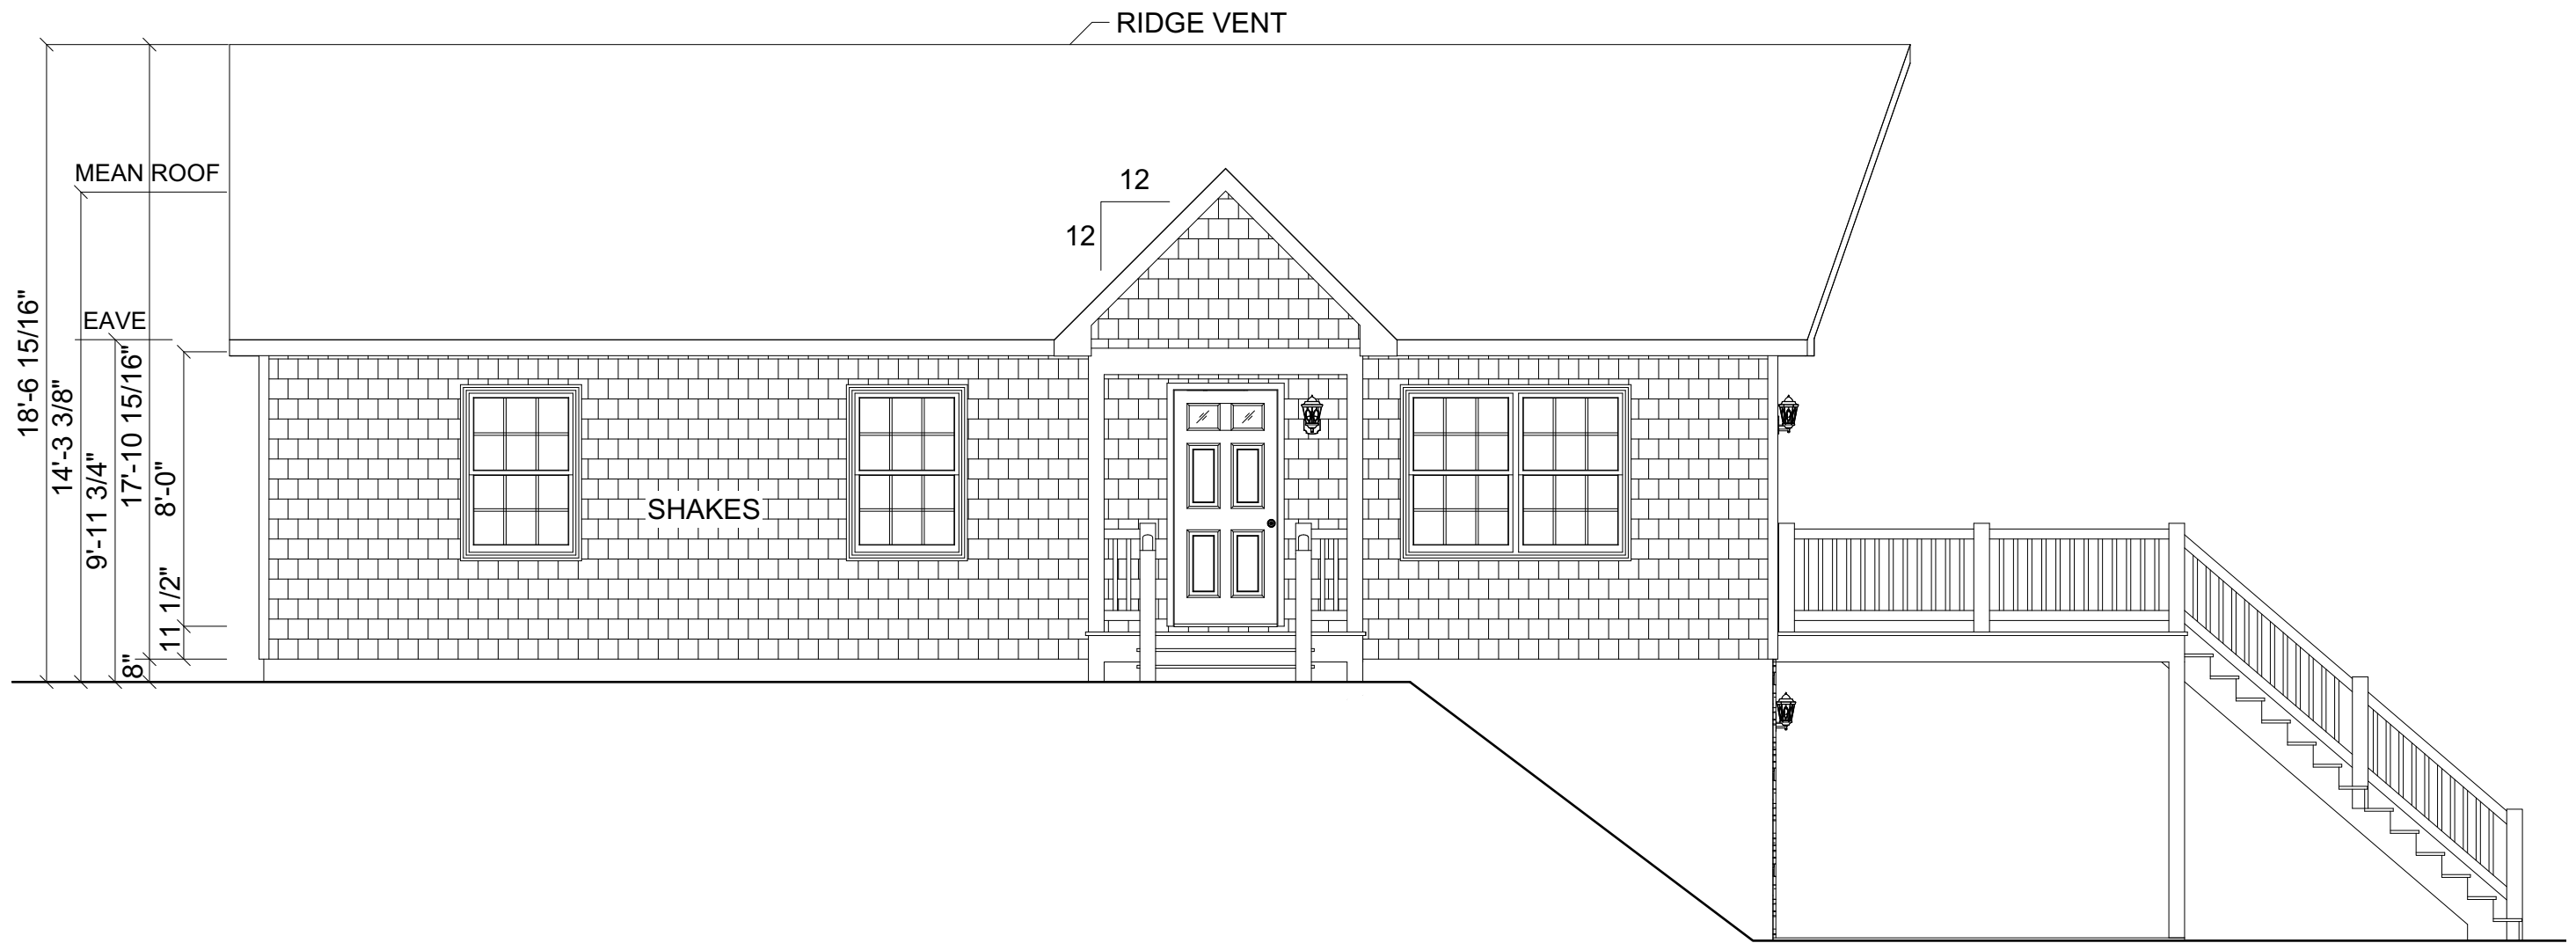 RIDGE VENT
MEAN ROOF
12
12
EAVE
18'-6 15/16"
14'-3 3/8"
9'-11 3/4"
17'-10 15/16"
8'-0"
SHAKES
11 1/2"
8"